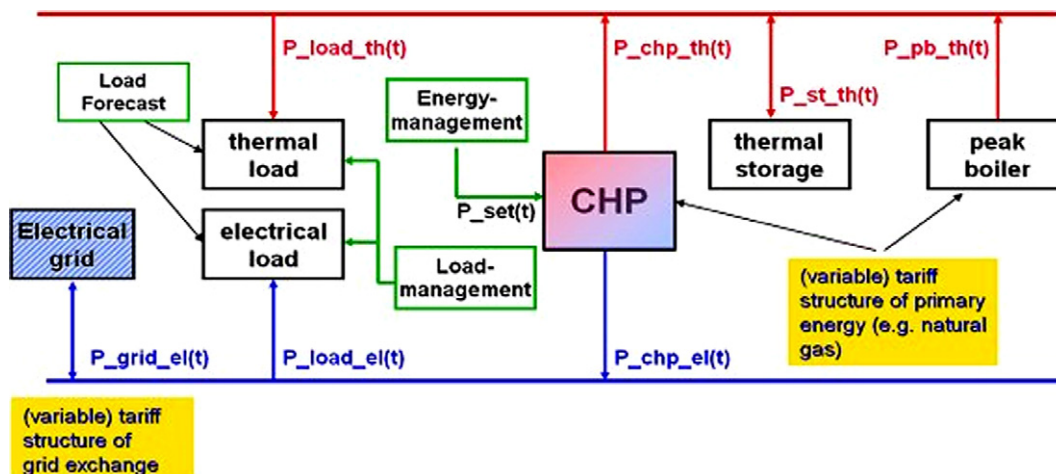 P_load_th(t)
P_chp_th(t)
P_pb_th(t)
P_st_th(t)
Load
Forecast
Energy-
management
thermal
load
thermal
storage
peak
boiler
CHP
P_set(t)
Electrical
grid
electrical
load
Load-
management
(variable) tariff
structure of primary
energy (e.g. natural
gas)
P_grid_el(t)
P_load_el(t)
P_chp_el(t)
(variable) tariff
structure of
grid exchange